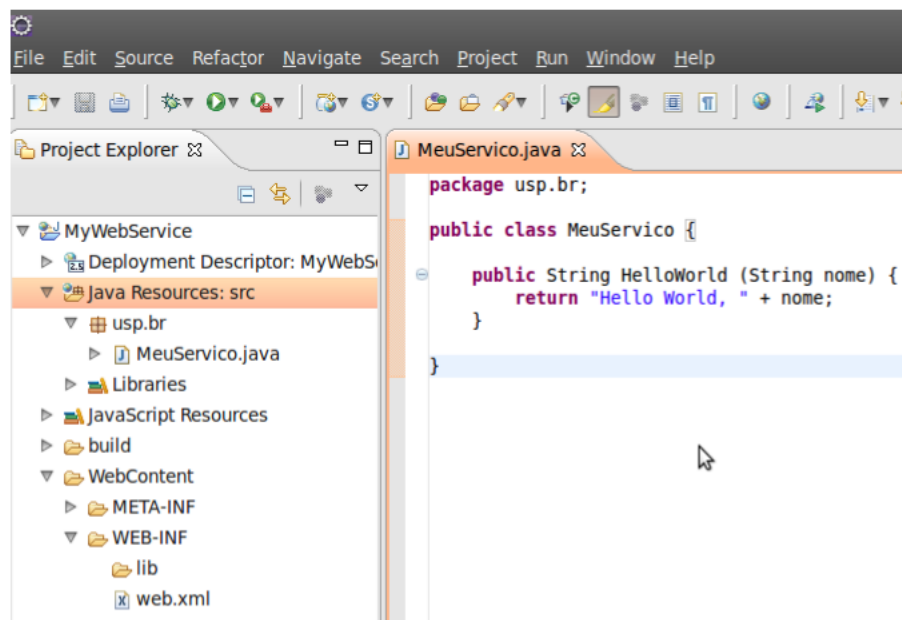 File Edit Source Refactor Navigate Search Project Run Window Help
Project Explorer
MyWebService
Deployment Descriptor: MyWebS
Java Resources: src
usp.br
MeuServico.java
Libraries
JavaScript Resources
build
WebContent
META-INF
WEB-INF
lib
web.xml
MeuServico.java
package usp.br;
public class MeuServico {
public String HelloWorld (String nome) {
return "Hello World, " + nome;
}
}